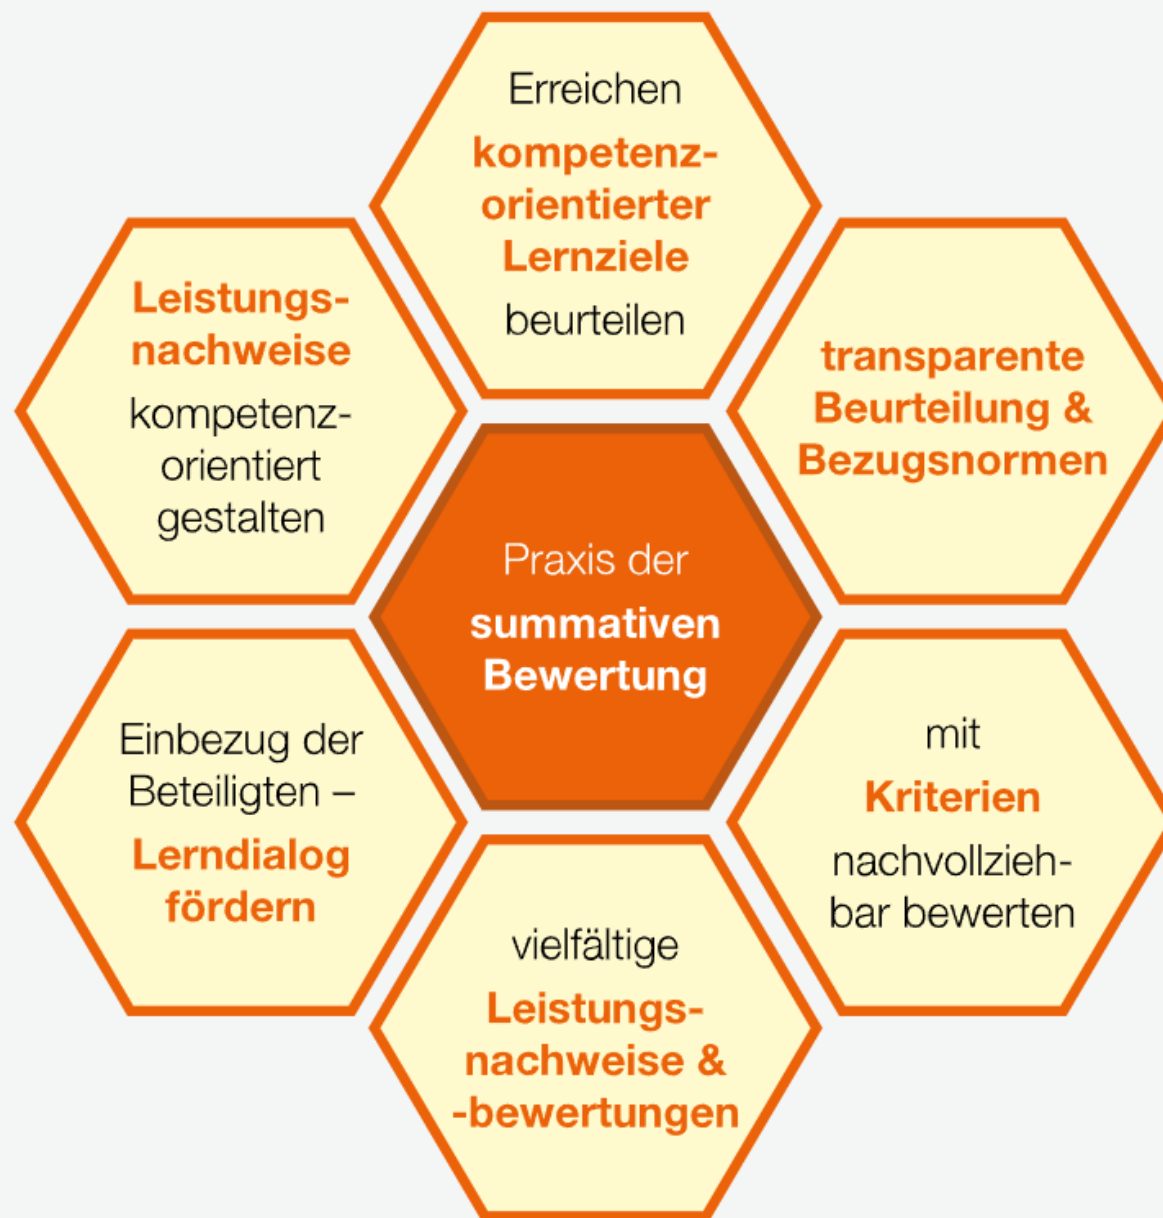 Erreichen
kompetenz-
orientierter
Lernziele
beurteilen
Leistungs-
nachweise
kompetenz-
orientiert
gestalten
transparente
Beurteilung &
Bezugsnormen
Praxis der
summativen
Bewertung
Einbezug der
Beteiligten –
Lerndialog
fördern
mit
Kriterien
nachvollzieh-
bar bewerten
vielfältige
Leistungs-
nachweise &
-bewertungen